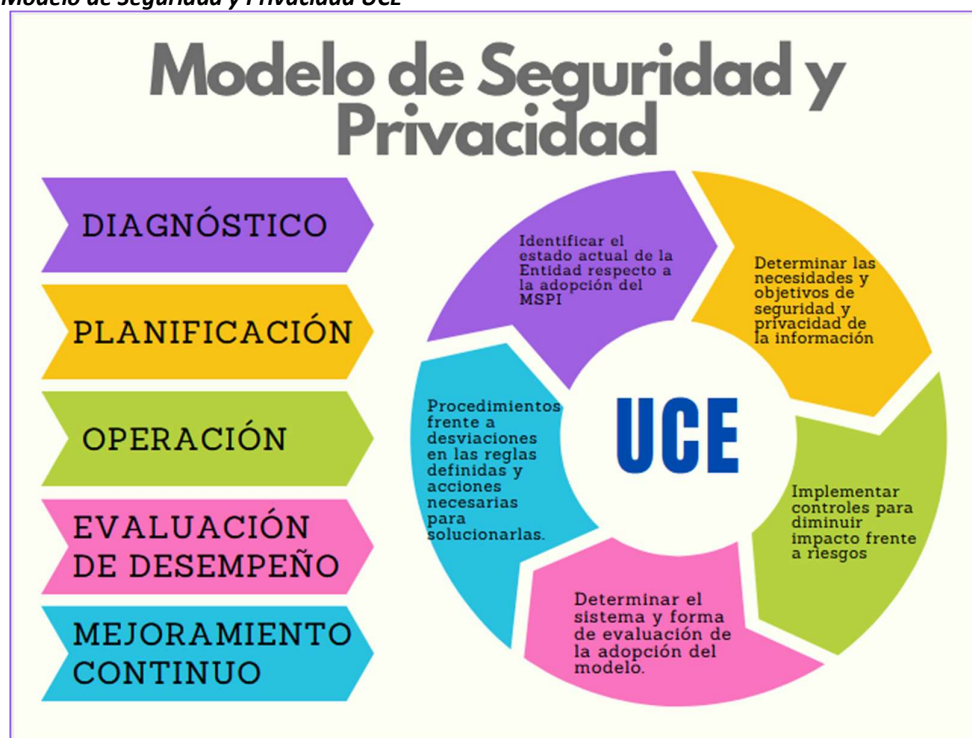 Modelo de Seguridad y Privacidad UCE
Modelo de Seguridad y
Privacidad
DIAGNÓSTICO
PLANIFICACIÓN
OPERACIÓN
EVALUACIÓN
DE DESEMPEÑO
MEJORAMIENTO
CONTINUO
Identificar el
estado actual de la
Entidad respecto a
la adopción del
MSPI
Determinar las
necesidades y
objetivos de
seguridad y
privacidad de
la información
Implementar
controles para
diminuir
impacto frente
a riesgos
Determinar el
sistema y forma
de evaluación de
la adopción del
modelo.
Procedimientos
frente a
desviaciones
en las reglas
definidas y
acciones
necesarias
para
solucionarlas.
UCE